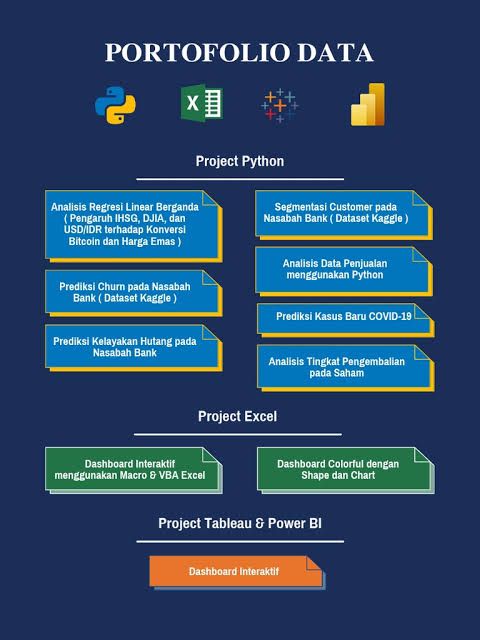 PORTOFOLIO DATA
Project Python
Analisis Regresi Linear Berganda
( Pengaruh IHSG, DJIA, dan
USD/IDR terhadap Konversi
Bitcoin dan Harga Emas )
Prediksi Churn pada Nasabah
Bank ( Dataset Kaggle )
Prediksi Kelayakan Hutang pada
Nasabah Bank
Segmentasi Customer pada
Nasabah Bank ( Dataset Kaggle )
Analisis Data Penjualan
menggunakan Python
Prediksi Kasus Baru COVID-19
Analisis Tingkat Pengembalian
pada Saham
Project Excel
Dashboard Interaktif
menggunakan Macro & VBA Excel
Dashboard Colorful dengan
Shape dan Chart
Project Tableau & Power BI
Dashboard Interaktif